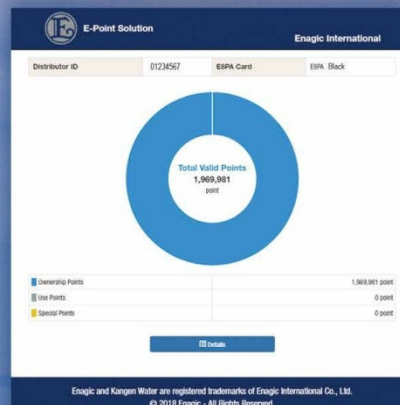 E-Point Solution
Enagic International
Distributor ID 01234567 E8PA Card E8PA Black
Total Valid Points
1,969,981
point
Ownership Points 1,969,981 point
Use Points 0 point
Special Points 0 point
Details
Enagic and Kangen Water are registered trademarks of Enagic International Co., Ltd.
© 2018 Enagic - All Rights Reserved